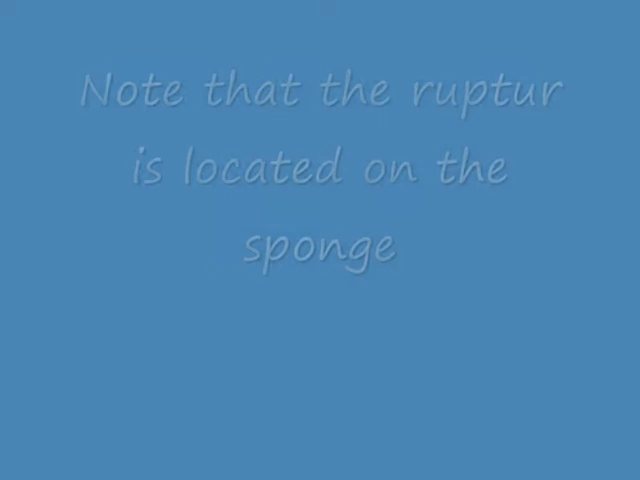 Note that the ruptur
is located on the
sponge